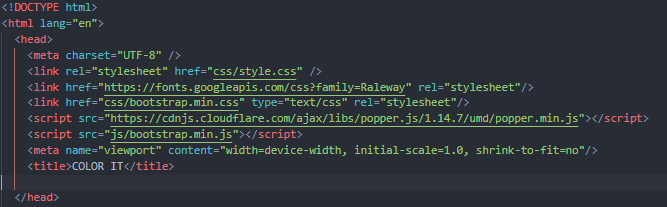 <!DOCTYPE html>
<html lang="en">
<head>
<meta charset="UTF-8" />
<link rel="stylesheet" href="css/style.css" />
<link href="https://fonts.googleapis.com/css?family=Raleway" rel="stylesheet"/>
<link href="css/bootstrap.min.css" type="text/css" rel="stylesheet"/>
<script src="https://cdnjs.cloudflare.com/ajax/libs/popper.js/1.14.7/umd/popper.min.js"></script>
<script src="js/bootstrap.min.js"></script>
<meta name="viewport" content="width=device-width, initial-scale=1.0, shrink-to-fit=no"/>
<title>COLOR IT</title>
</head>